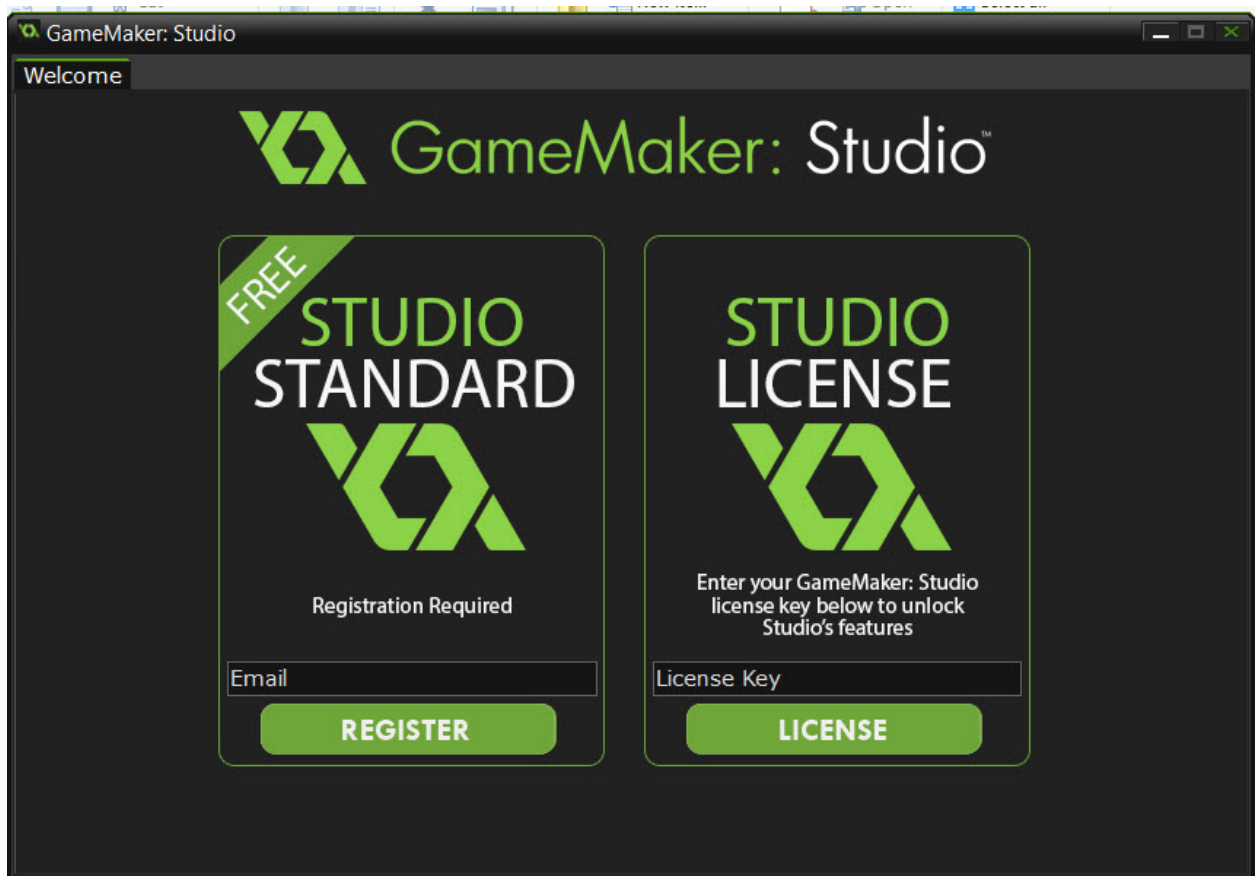 GameMaker: Studio
Welcome
GameMaker: Studio™
FREE
STUDIO
STANDARD
Registration Required
Email
REGISTER
STUDIO
LICENSE
Enter your GameMaker: Studio
license key below to unlock
Studio's features
License Key
LICENSE